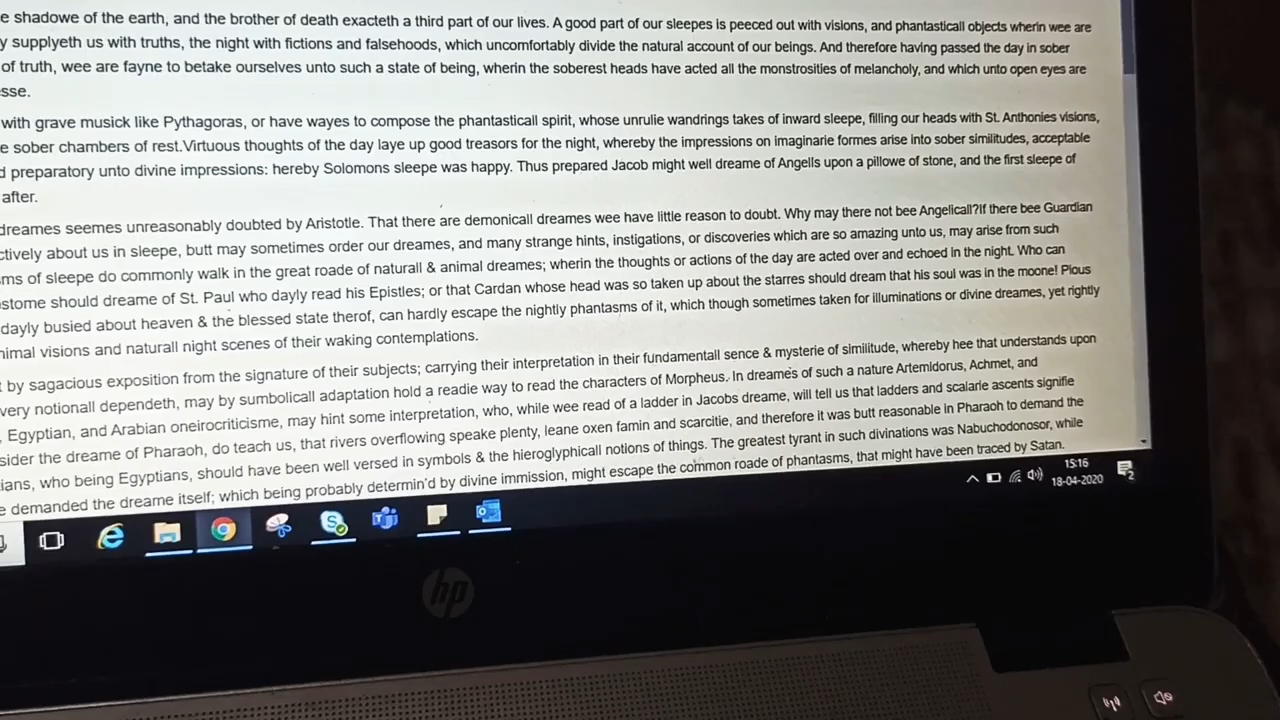 e shadowe of the earth, and the brother of death exacteth a third part of our lives. A good part of our sleepes is peeced out with visions, and phantasticall objects wherin wee are
y supplyeth us with truths, the night with fictions and falsehoods, which uncomfortably divide the natural account of our beings. And therefore having passed the day in sober
of truth, wee are fayne to betake ourselves unto such a state of being, wherin the soberest heads have acted all the monstrosities of melancholy, and which unto open eyes are
sse.
with grave musick like Pythagoras, or have wayes to compose the phantasticall spirit, whose unrulie wandrings takes of inward sleepe, filling our heads with St. Anthonies visions,
e sober chambers of rest.Virtuous thoughts of the day laye up good treasors for the night, whereby the impressions on imaginarie formes arise into sober similitudes, acceptable
d preparatory unto divine impressions: hereby Solomons sleepe was happy. Thus prepared Jacob might well dreame of Angells upon a pillowe of stone, and the first sleepe of
after.
dreames seemes unreasonably doubted by Aristotle. That there are demonicall dreames wee have little reason to doubt. Why may there not bee Angelicall?If there bee Guardian
ctively about us in sleepe, butt may sometimes order our dreames, and many strange hints, instigations, or discoveries which are so amazing unto us, may arise from such
ms of sleepe do commonly walk in the great roade of naturall & animal dreames; wherin the thoughts or actions of the day are acted over and echoed in the night. Who can
stome should dreame of St. Paul who dayly read his Epistles; or that Cardan whose head was so taken up about the starres should dream that his soul was in the moone! Pious
dayly busied about heaven & the blessed state therof, can hardly escape the nightly phantasms of it, which though sometimes taken for illuminations or divine dreames, yet rightly
nimal visions and naturall night scenes of their waking contemplations.
t by sagacious exposition from the signature of their subjects; carrying their interpretation in their fundamentall sence & mysterie of similitude, whereby hee that understands upon
very notionall dependeth, may by sumbolicall adaptation hold a readie way to read the characters of Morpheus. In dreames of such a nature Artemidorus, Achmet, and
, Egyptian, and Arabian oneirocriticisme, may hint some interpretation, who, while wee read of a ladder in Jacobs dreame, will tell us that ladders and scalarie ascents signifie
sider the dreame of Pharaoh, do teach us, that rivers overflowing speake plenty, leane oxen famin and scarcitie, and therefore it was butt reasonable in Pharaoh to demand the
ians, who being Egyptians, should have been well versed in symbols & the hieroglyphicall notions of things. The greatest tyrant in such divinations was Nabuchodonosor, while
e demanded the dreame itself; which being probably determin'd by divine immission, might escape the common roade of phantasms, that might have been traced by Satan.
15:16
18-04-2020
2
hp